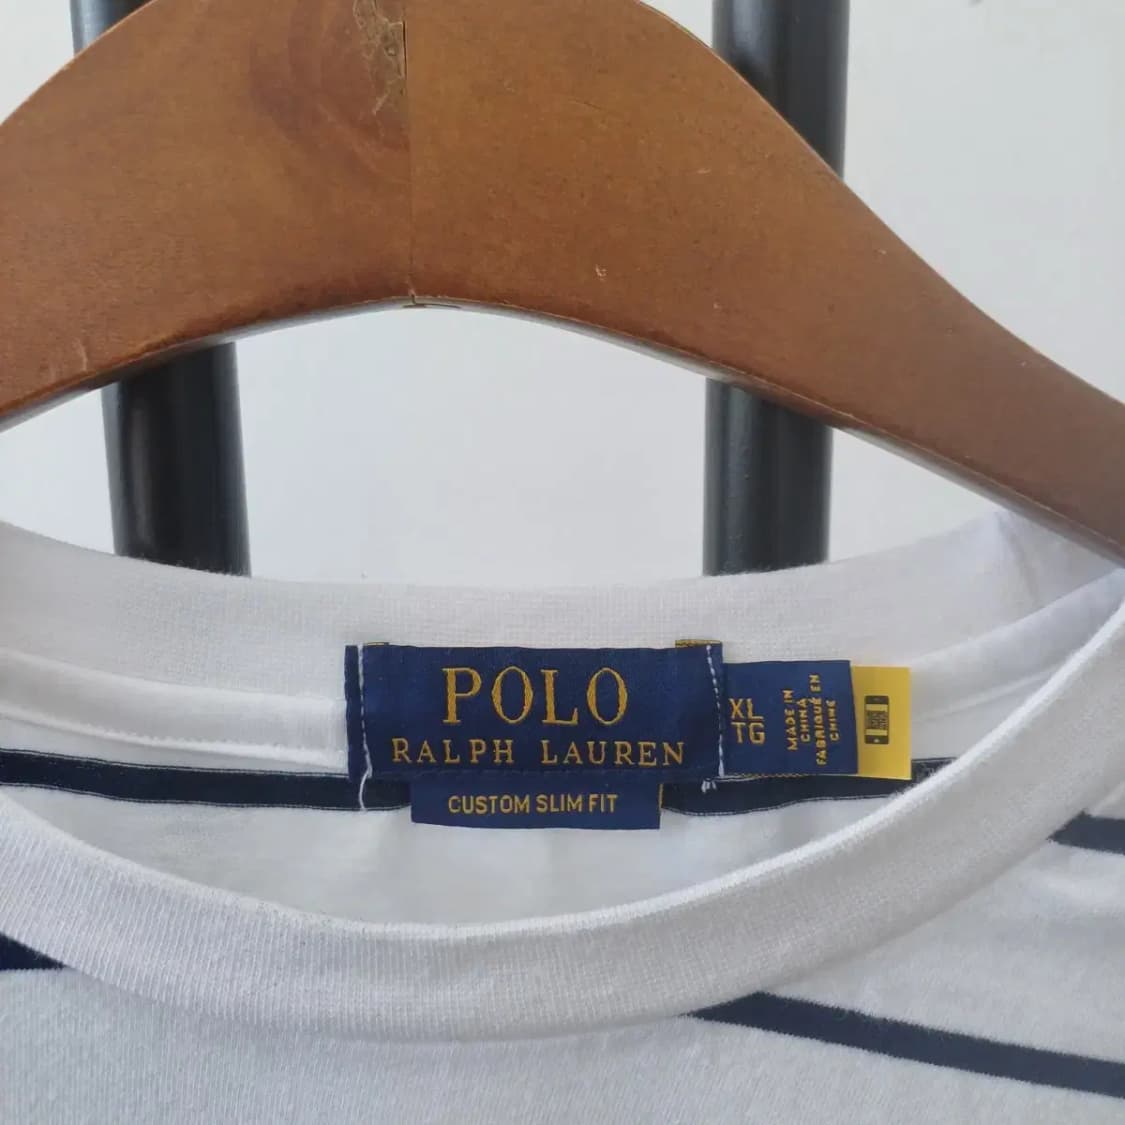 POLO
RALPH LAUREN
CUSTOM SLIM FIT
XL
TG
MADE IN
CHINA
FABRIQUÉ EN
CHINE